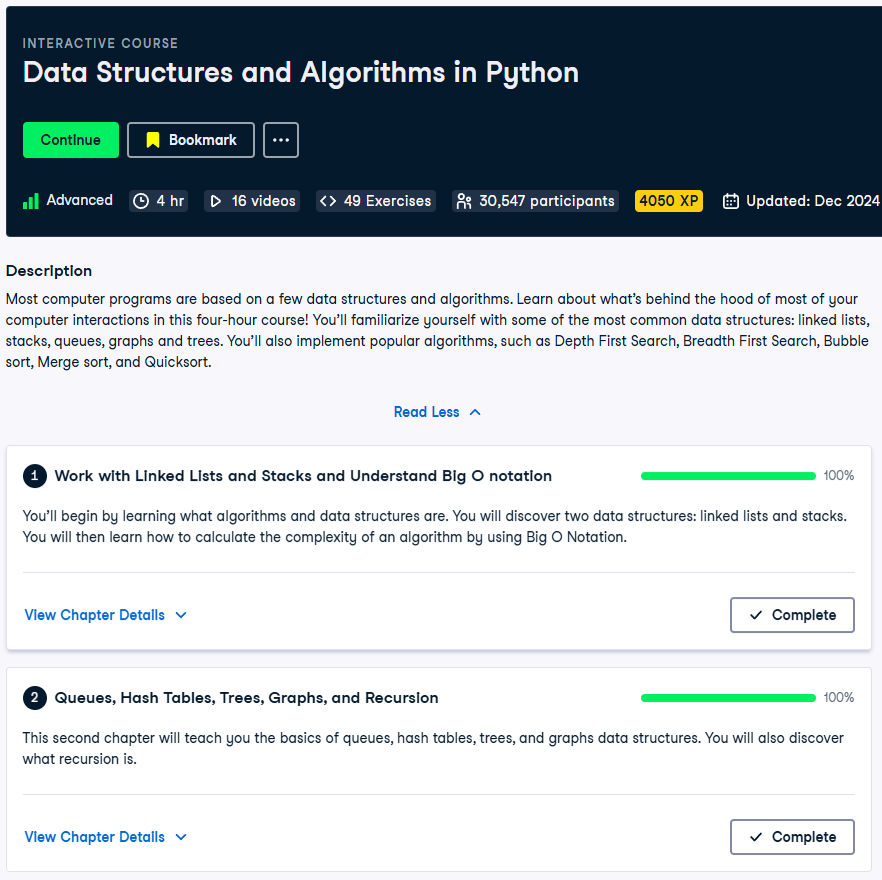 INTERACTIVE COURSE
Data Structures and Algorithms in Python
Continue
Bookmark
Advanced
4 hr
16 videos
49 Exercises
30,547 participants
4050 XP
Updated: Dec 2024
Description
Most computer programs are based on a few data structures and algorithms. Learn about what’s behind the hood of most of your
computer interactions in this four-hour course! You’ll familiarize yourself with some of the most common data structures: linked lists,
stacks, queues, graphs and trees. You’ll also implement popular algorithms, such as Depth First Search, Breadth First Search, Bubble
sort, Merge sort, and Quicksort.
Read Less
1 Work with Linked Lists and Stacks and Understand Big O notation
100%
You’ll begin by learning what algorithms and data structures are. You will discover two data structures: linked lists and stacks.
You will then learn how to calculate the complexity of an algorithm by using Big O Notation.
View Chapter Details
Complete
2 Queues, Hash Tables, Trees, Graphs, and Recursion
100%
This second chapter will teach you the basics of queues, hash tables, trees, and graphs data structures. You will also discover
what recursion is.
View Chapter Details
Complete